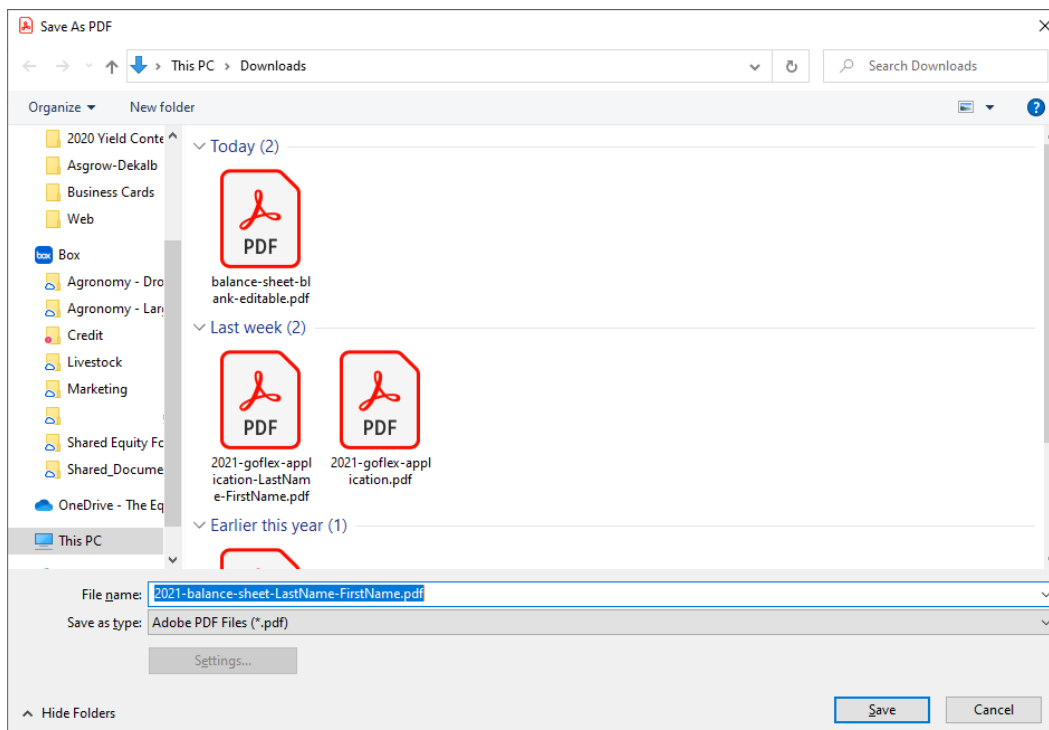 Save As PDF
This PC > Downloads
Search Downloads
Organize
New folder
2020 Yield Conte
Asgrow-Dekalb
Business Cards
Web
box Box
Agronomy - Dro
Agronomy - Larg
Credit
Livestock
Marketing
Shared Equity Fc
Shared_Docume
OneDrive - The Eq
This PC
Today (2)
PDF
balance-sheet-bl
ank-editable.pdf
Last week (2)
PDF
PDF
2021-goflex-appl
ication-LastNam
e-FirstName.pdf
2021-goflex-appl
ication.pdf
Earlier this year (1)
File name: 2021-balance-sheet-LastName-FirstName.pdf
Save as type: Adobe PDF Files (*.pdf)
Settings...
Hide Folders
Save
Cancel